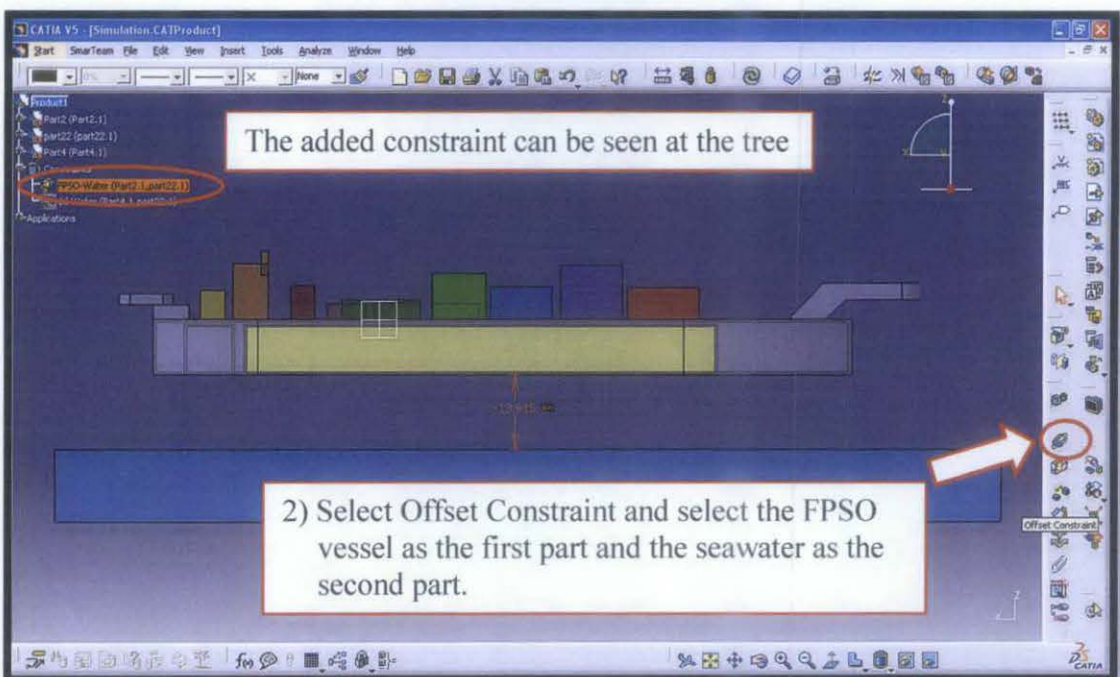 CATIA V5 - [Simulation.CATProduct]
Start SmarTeam File Edit View Insert Tools Analyze Window Help
0% None
Product1
Part2 (Part2.1)
part22 (part22.1)
Part4 (Part4.1)
Constraints
FPSO-Water (Part2.1,part22.1)
Applications
The added constraint can be seen at the tree
z
2) Select Offset Constraint and select the FPSO
vessel as the first part and the seawater as the
second part.
Offset Constraint
z
f(x)
CATIA